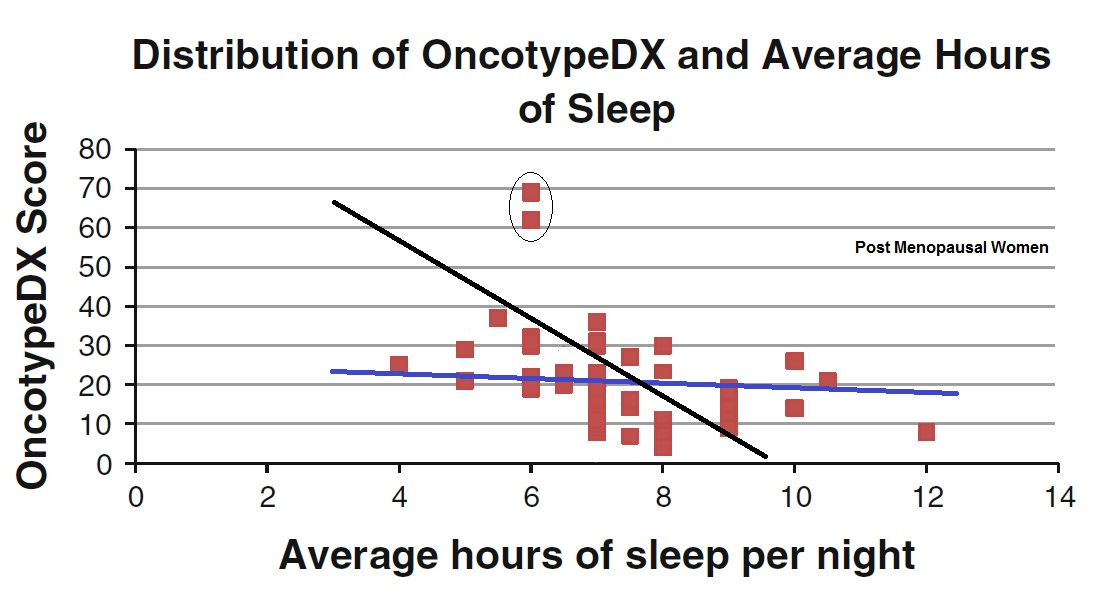 Distribution of OncotypeDX and Average Hours
of Sleep
OncotypeDX Score
80
70
60
50
40
30
20
10
0
Post Menopausal Women
0 2 4 6 8 10 12 14
Average hours of sleep per night